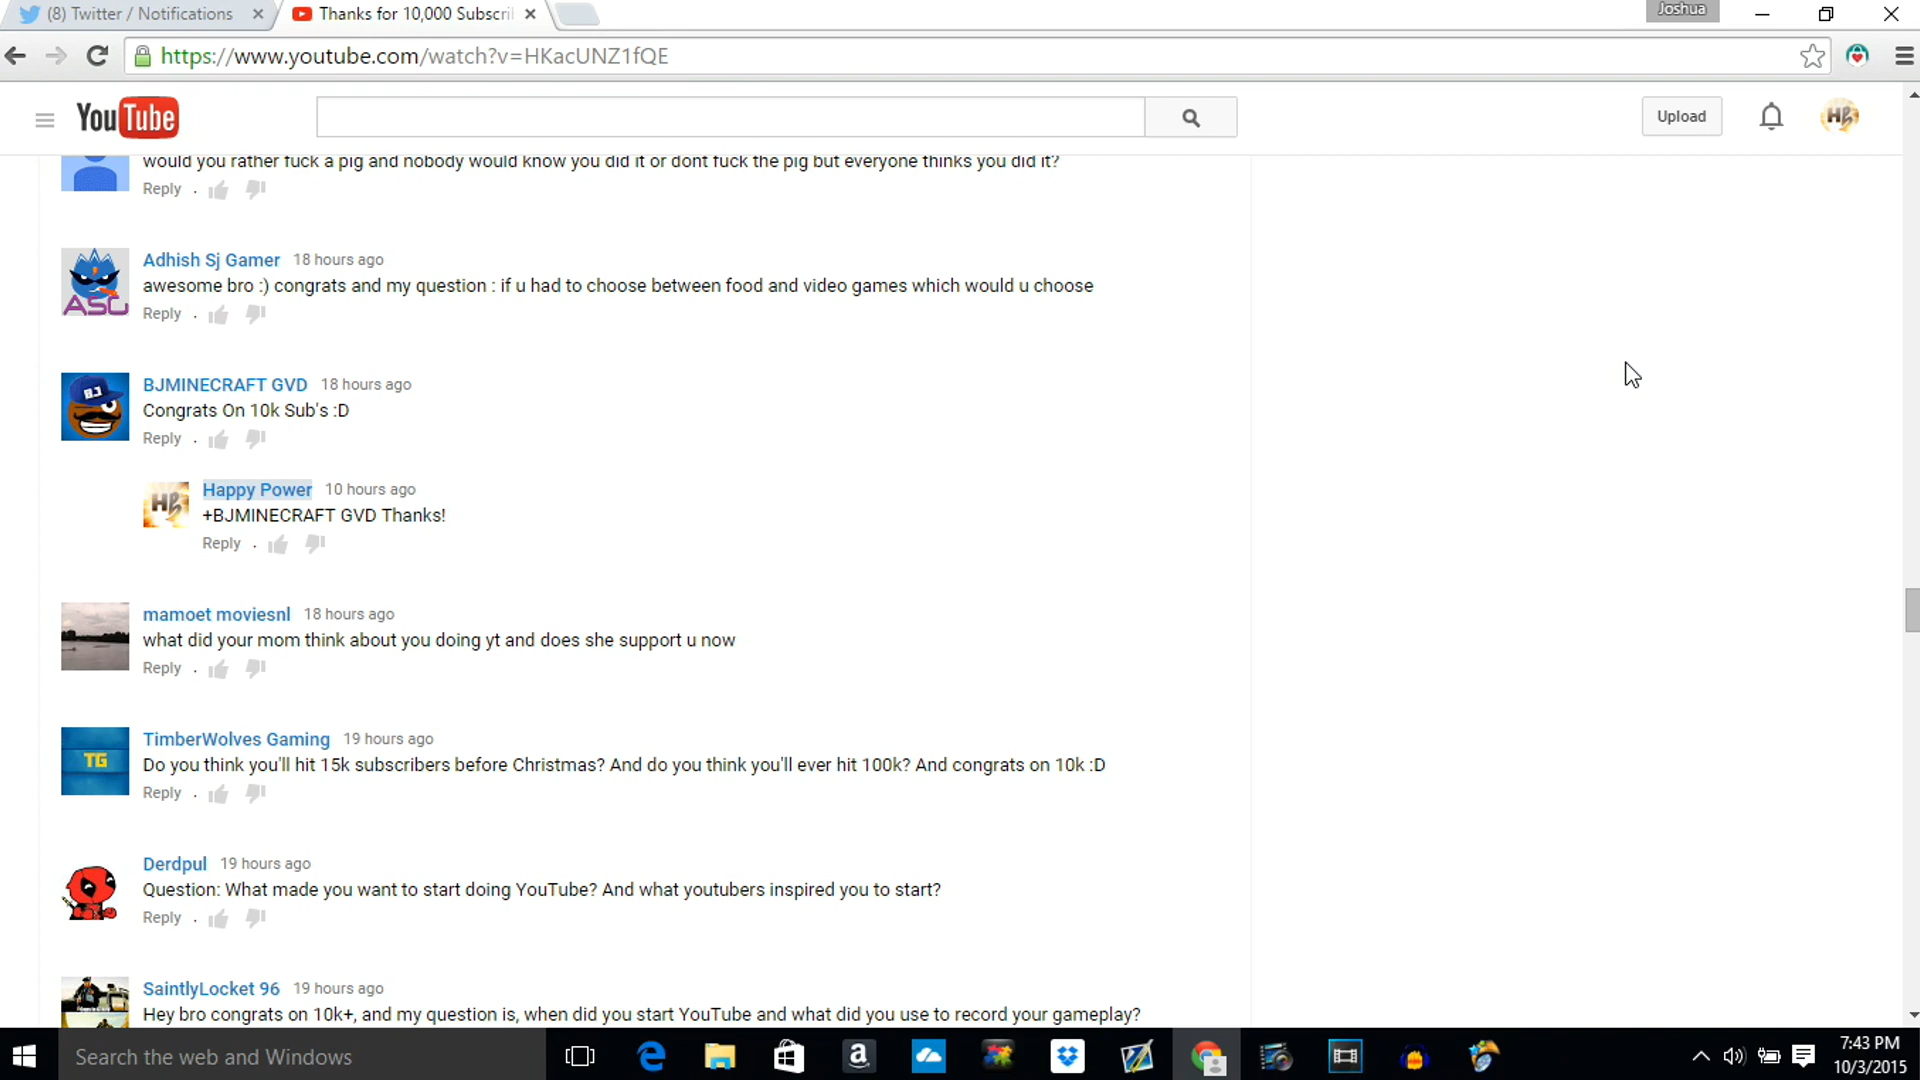 (8) Twitter / Notifications
Thanks for 10,000 Subscri
Joshua
https://www.youtube.com/watch?v=HKacUNZ1fQE
YouTube
Upload
HB
would you rather fuck a pig and nobody would know you did it or dont fuck the pig but everyone thinks you did it?
Reply .
Adhish Sj Gamer 18 hours ago
awesome bro :) congrats and my question : if u had to choose between food and video games which would u choose
ASG
Reply .
BJMINECRAFT GVD 18 hours ago
BJ
Congrats On 10k Sub's :D
Reply .
Happy Power 10 hours ago
HB
+BJMINECRAFT GVD Thanks!
Reply .
mamoet moviesnl 18 hours ago
what did your mom think about you doing yt and does she support u now
Reply .
TimberWolves Gaming 19 hours ago
TG
Do you think you'll hit 15k subscribers before Christmas? And do you think you'll ever hit 100k? And congrats on 10k :D
Reply .
Derdpul 19 hours ago
Question: What made you want to start doing YouTube? And what youtubers inspired you to start?
Reply .
SaintlyLocket 96 19 hours ago
Hey bro congrats on 10k+, and my question is, when did you start YouTube and what did you use to record your gameplay?
Search the web and Windows
7:43 PM
10/3/2015